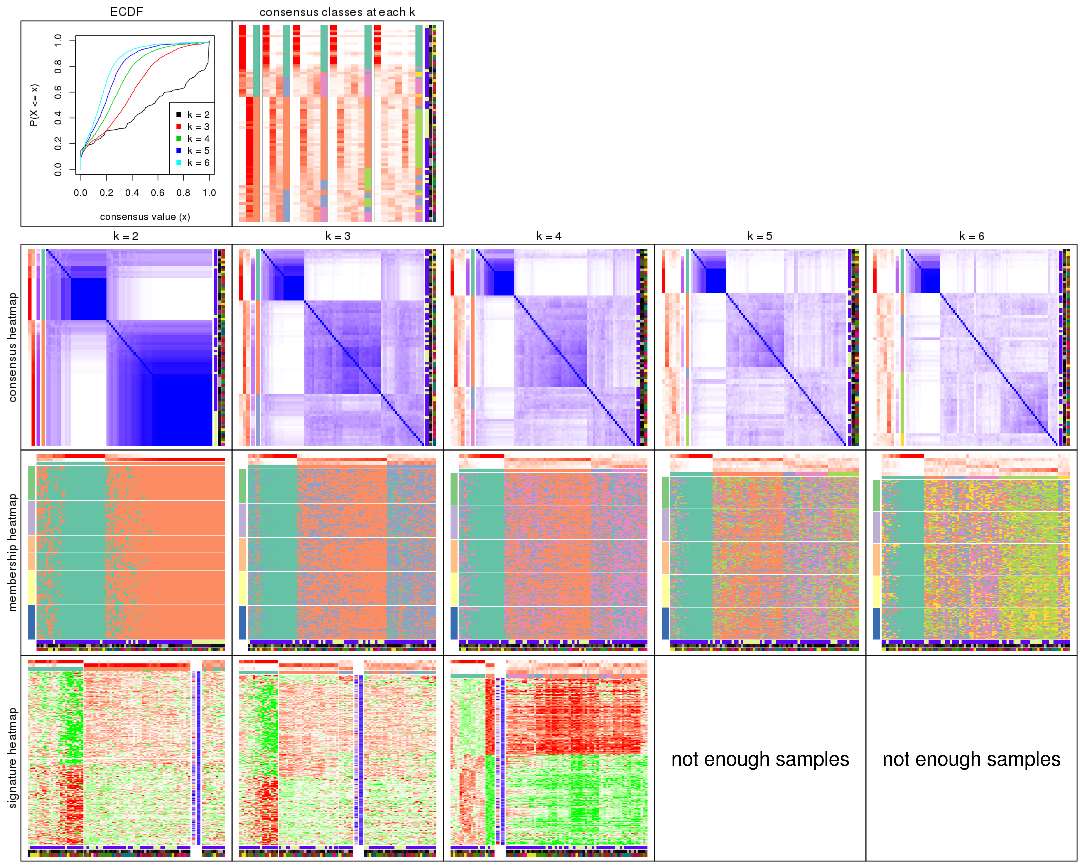 ECDF
consensus classes at each k
P(X <= x)
0.0 0.2 0.4 0.6 0.8 1.0
k = 2
k = 3
k = 4
k = 5
k = 6
0.0 0.2 0.4 0.6 0.8 1.0
consensus value (x)
k = 2
k = 3
k = 4
k = 5
k = 6
consensus heatmap
membership heatmap
signature heatmap
not enough samples
not enough samples